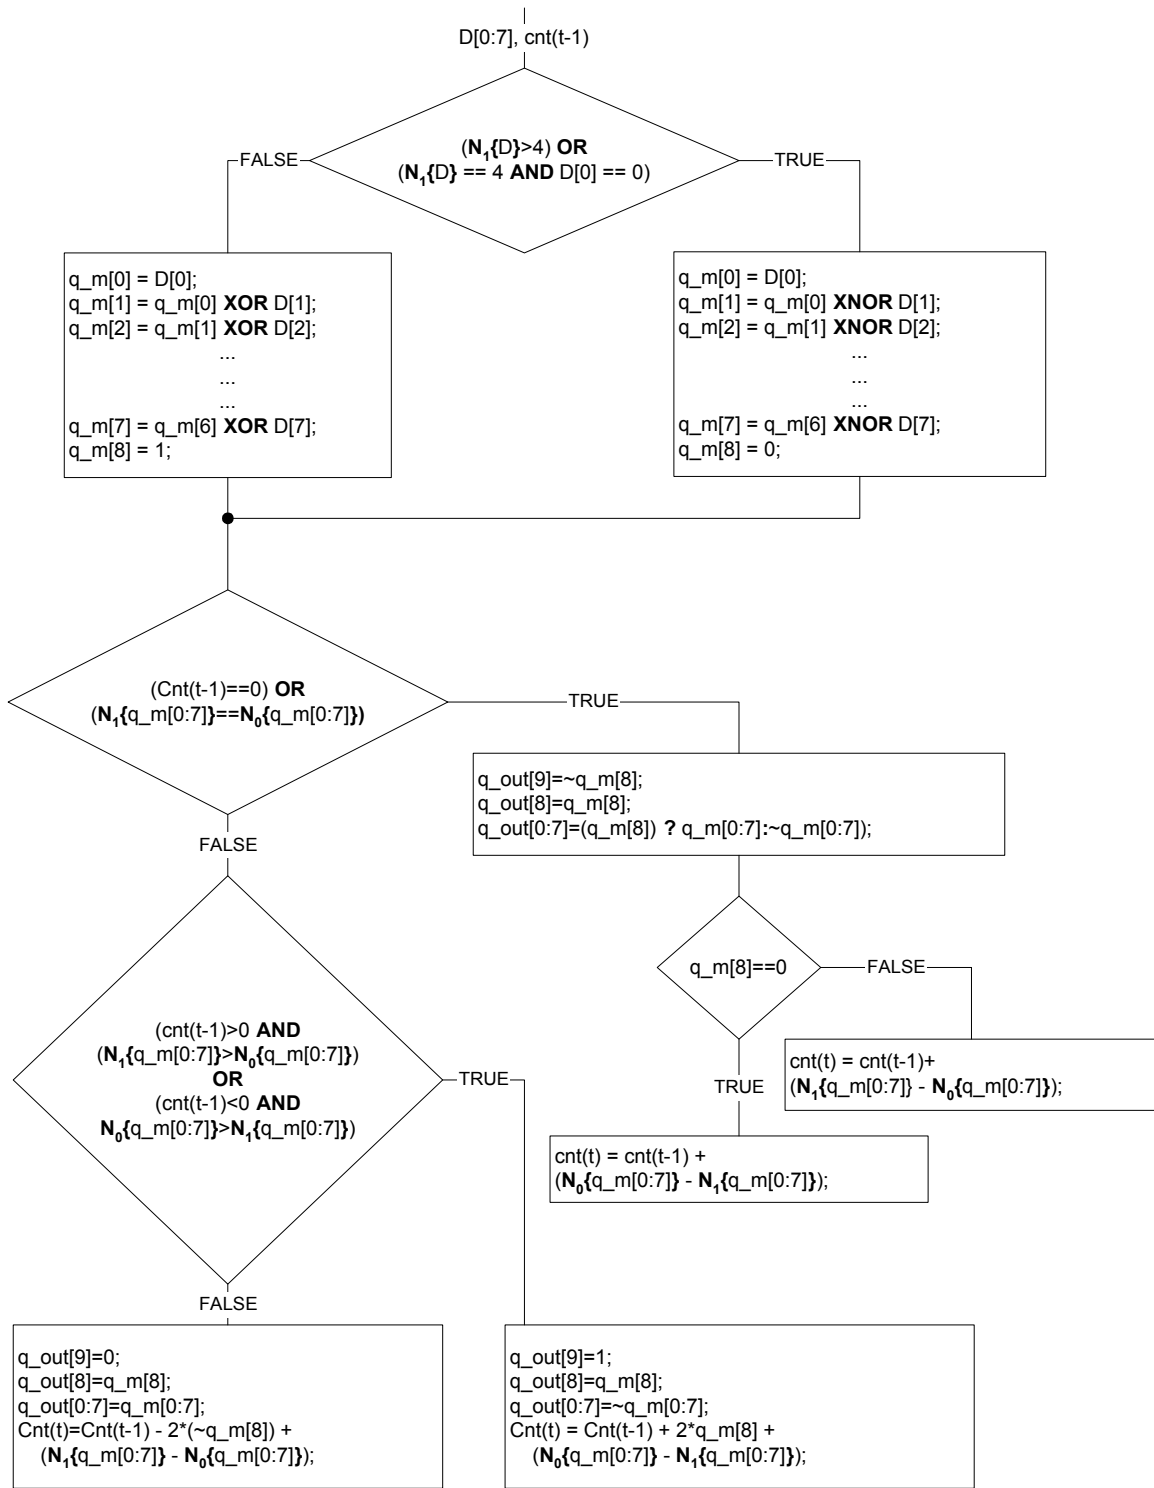 D[0:7], cnt(t-1)
(N₁{D}>4) OR
(N₁{D} == 4 AND D[0] == 0)
FALSE
TRUE
q_m[0] = D[0];
q_m[1] = q_m[0] XOR D[1];
q_m[2] = q_m[1] XOR D[2];
...
...
...
q_m[7] = q_m[6] XOR D[7];
q_m[8] = 1;
q_m[0] = D[0];
q_m[1] = q_m[0] XNOR D[1];
q_m[2] = q_m[1] XNOR D[2];
...
...
...
q_m[7] = q_m[6] XNOR D[7];
q_m[8] = 0;
(Cnt(t-1)==0) OR
(N₁{q_m[0:7]}==N₀{q_m[0:7]})
TRUE
FALSE
q_out[9]=~q_m[8];
q_out[8]=q_m[8];
q_out[0:7]=(q_m[8]) ? q_m[0:7]:~q_m[0:7]);
q_m[8]==0
FALSE
TRUE
cnt(t) = cnt(t-1)+
(N₁{q_m[0:7]} - N₀{q_m[0:7]});
cnt(t) = cnt(t-1) +
(N₀{q_m[0:7]} - N₁{q_m[0:7]});
(cnt(t-1)>0 AND
(N₁{q_m[0:7]}>N₀{q_m[0:7]})
OR
(cnt(t-1)<0 AND
N₀{q_m[0:7]}>N₁{q_m[0:7]})
TRUE
FALSE
q_out[9]=0;
q_out[8]=q_m[8];
q_out[0:7]=q_m[0:7];
Cnt(t)=Cnt(t-1) - 2*(~q_m[8]) +
(N₁{q_m[0:7]} - N₀{q_m[0:7]});
q_out[9]=1;
q_out[8]=q_m[8];
q_out[0:7]=~q_m[0:7];
Cnt(t) = Cnt(t-1) + 2*q_m[8] +
(N₀{q_m[0:7]} - N₁{q_m[0:7]});